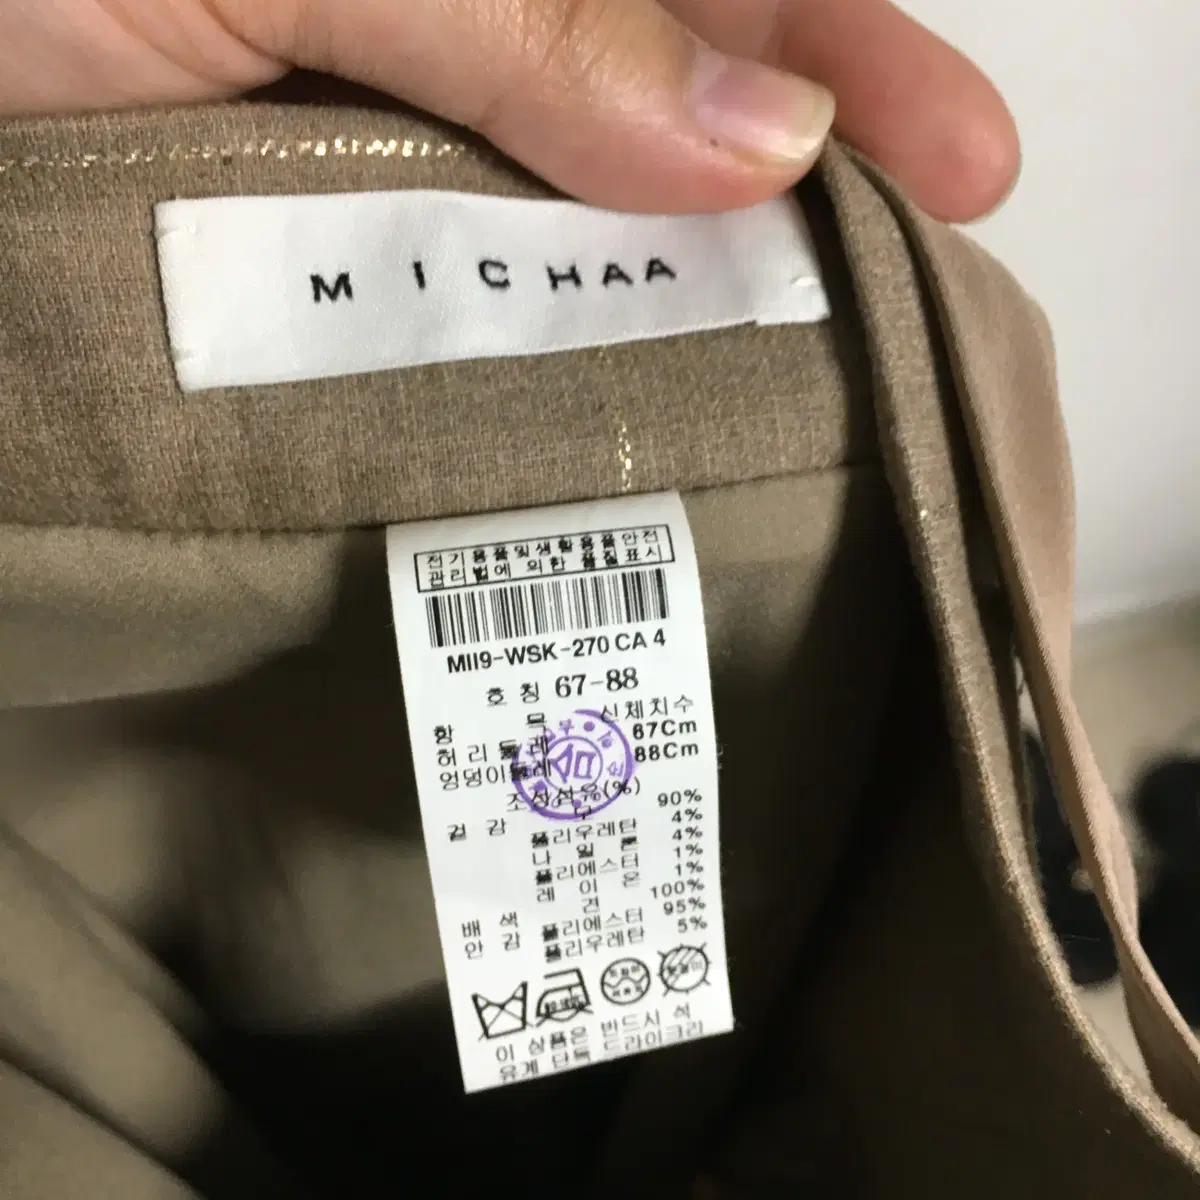 MICHAA
전기용품및생활용품안전
관리법에 의한 품질표시
MII9-WSK-270 CA 4
호칭 67-88
항 목 신체치수
허리둘레 67Cm
엉덩이둘레 88Cm
조성섬유(%)
겉감 모 90%
폴리우레탄 4%
나일론 4%
폴리에스터 1%
레이온 1%
배색 견 100%
안감 폴리에스터 95%
폴리우레탄 5%
이 상품은 반드시 석
유계 단독 드라이크리